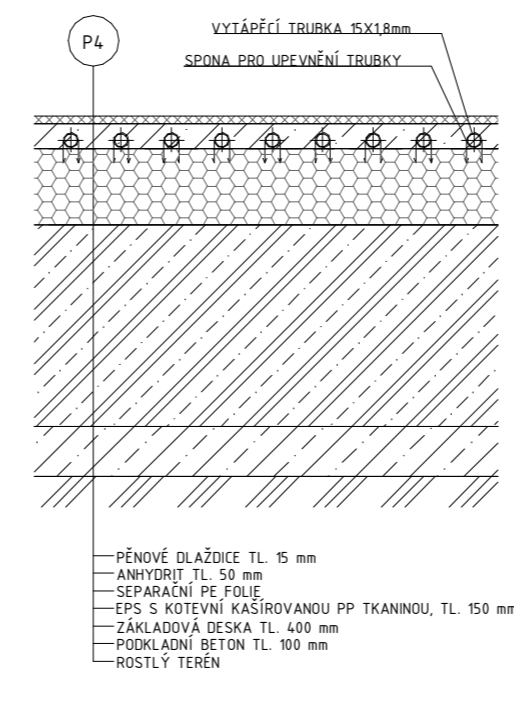 P4
VYTÁPĚCÍ TRUBKA 15X1,8mm
SPONA PRO UPEVNĚNÍ TRUBKY
PĚNOVÉ DLAŽDICE TL. 15 mm
ANHYDRIT TL. 50 mm
SEPARAČNÍ PE FOLIE
EPS S KOTEVNÍ KAŠÍROVANOU PP TKANINOU, TL. 150 mm
ZÁKLADOVÁ DESKA TL. 400 mm
PODKLADNÍ BETON TL. 100 mm
ROSTLÝ TERÉN